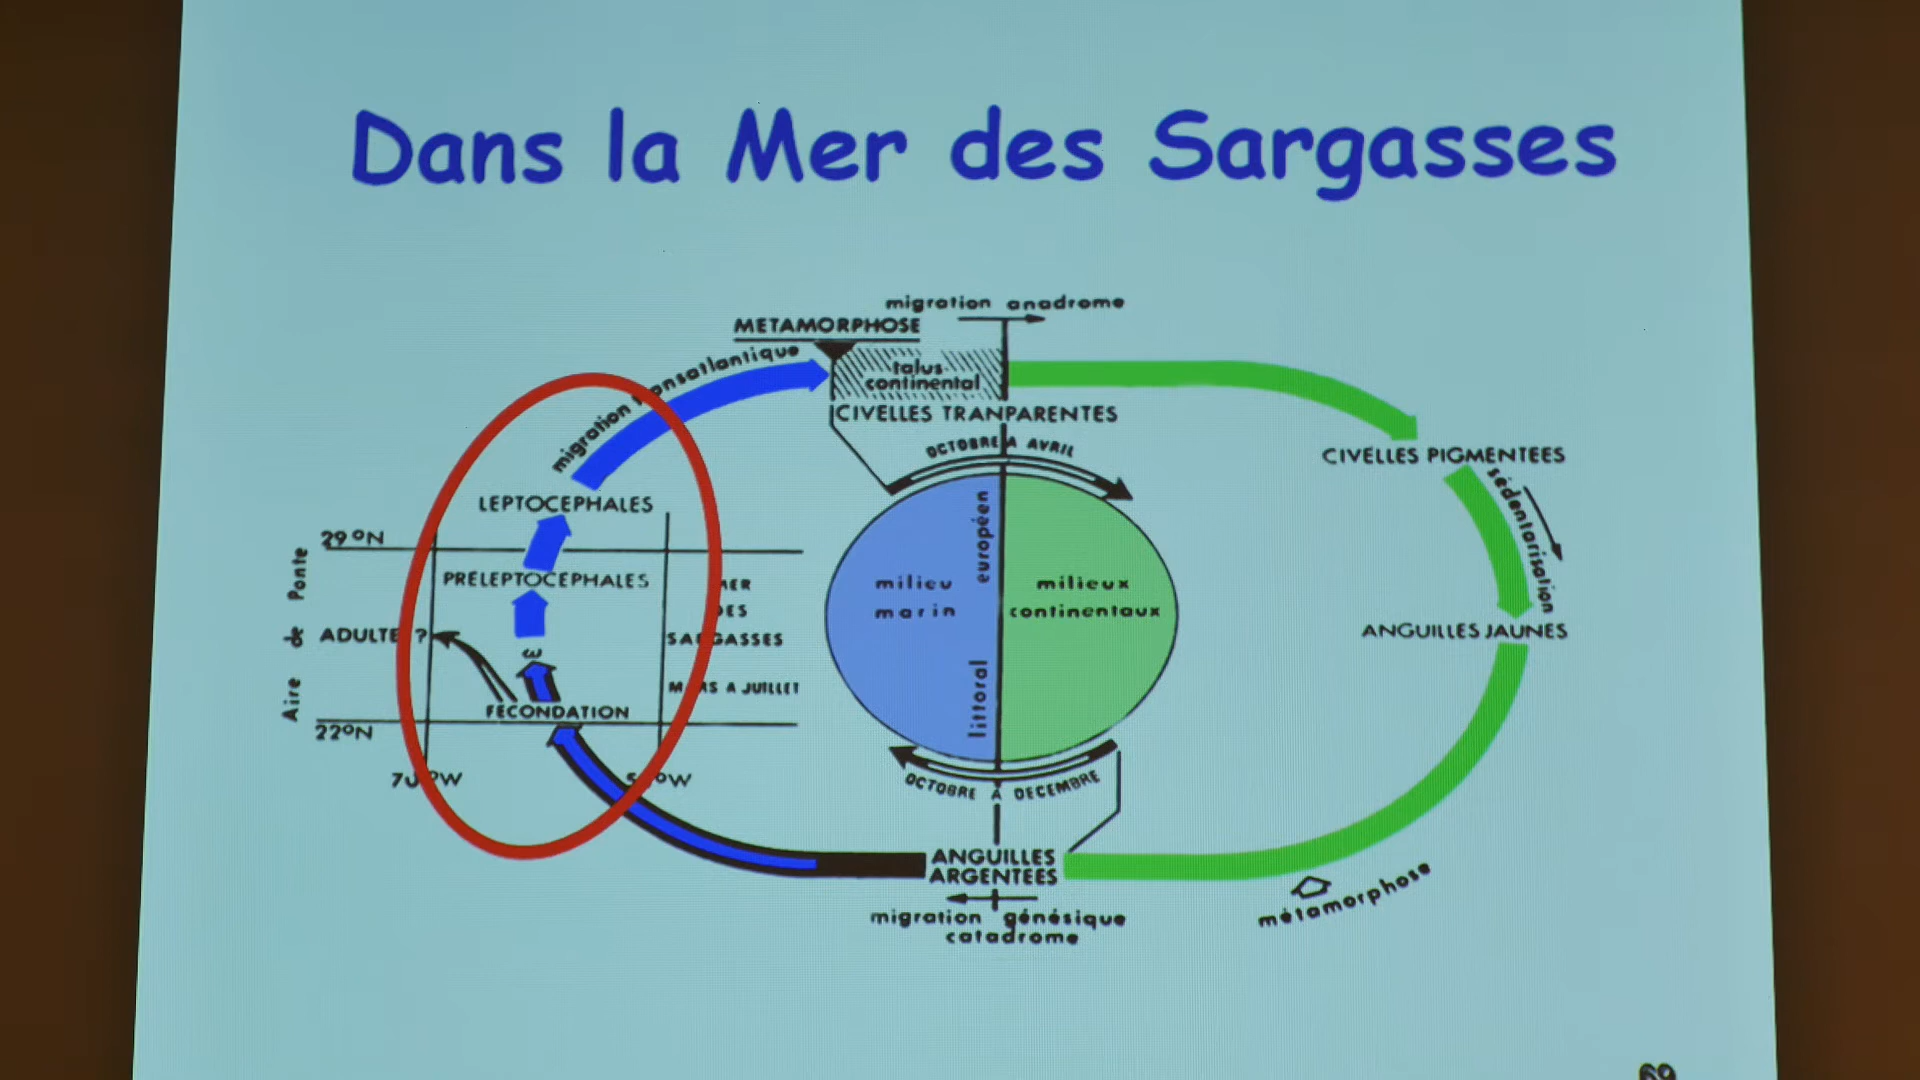 Dans la Mer des Sargasses
migration anadrome
METAMORPHOSE
migration transatlantique
talus
continental
CIVELLES TRANPARENTES
OCTOBRE A AVRIL
CIVELLES PIGMENTEES
sédentarisation
LEPTOCEPHALES
29°N
PRELEPTOCEPHALES
Aire de Ponte
ADULTE ?
MER
DES
SARGASSES
MARS A JUILLET
FECONDATION
22°N
70°W
milieu
marin
littoral européen
milieux
continentaux
ANGUILLES JAUNES
OCTOBRE A DECEMBRE
ANGUILLES
ARGENTEES
migration génésique
catadrome
métamorphose
69